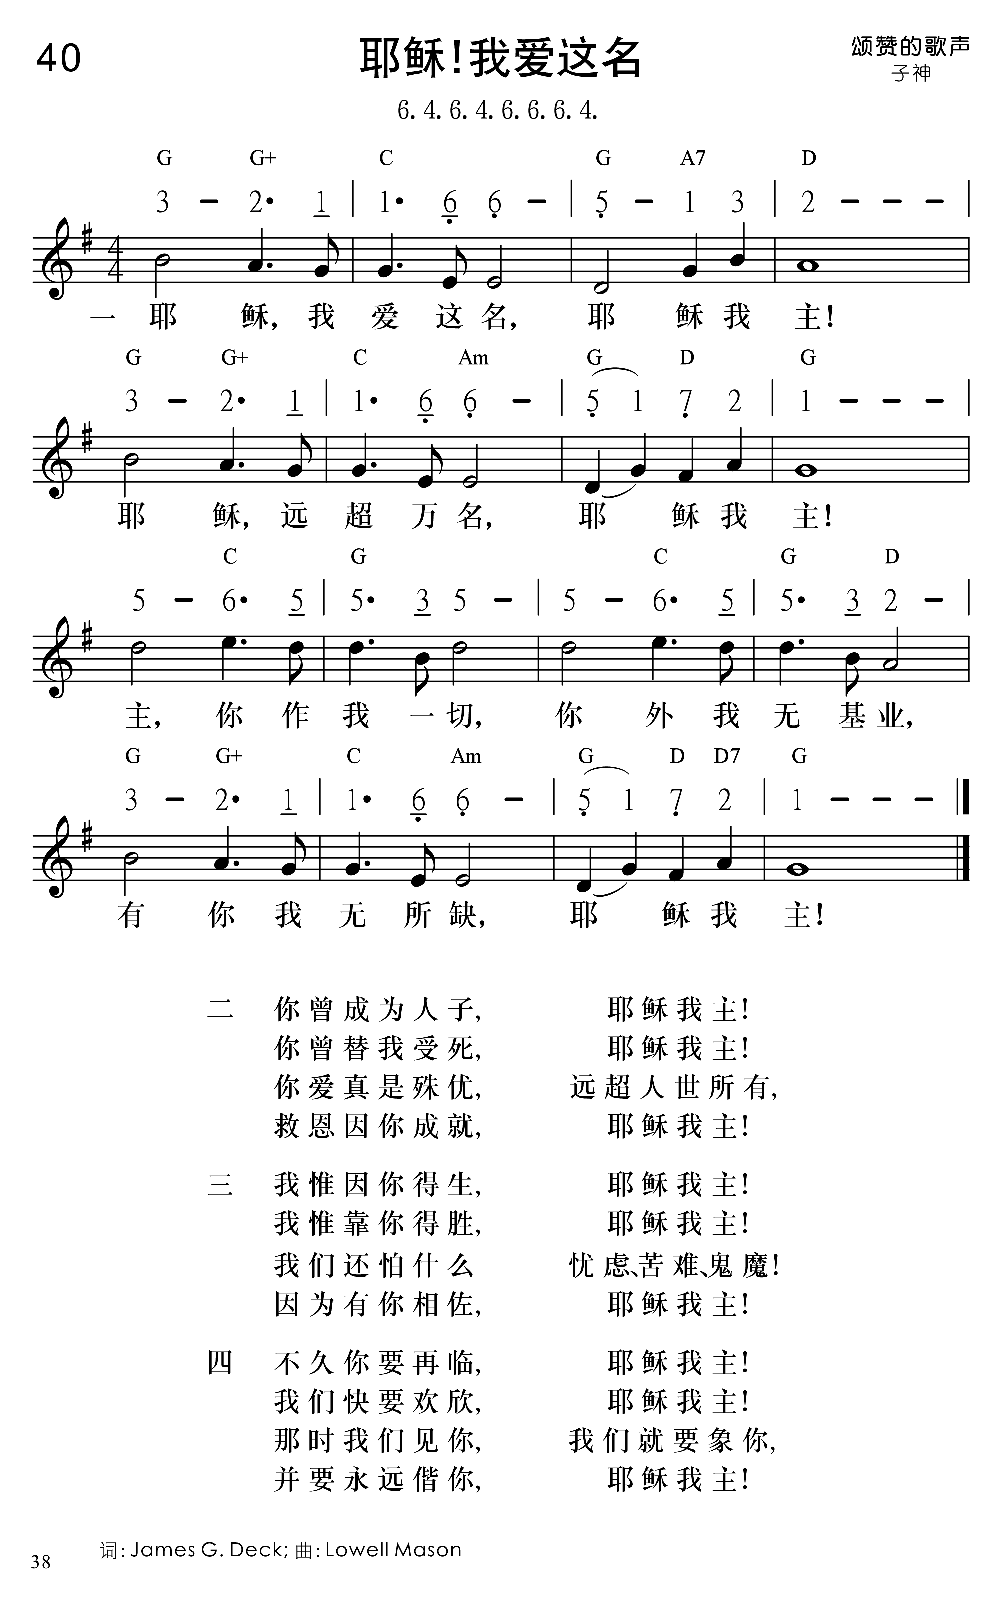 40
耶稣!我爱这名
颂赞的歌声
子神
6. 4. 6. 4. 6. 6. 6. 4.
G G+ C G A7 D
3 – 2· 1 | 1· 6 6 – | 5 – 1 3 | 2 – – – |
4
4
一 耶 稣, 我 爱 这 名, 耶 稣 我 主!
G G+ C Am G D G
3 – 2· 1 | 1· 6 6 – | 5 1 7 2 | 1 – – – |
耶 稣, 远 超 万 名, 耶 稣 我 主!
C G C G D
5 – 6· 5 | 5· 3 5 – | 5 – 6· 5 | 5· 3 2 – |
主, 你 作 我 一 切, 你 外 我 无 基 业,
G G+ C Am G D D7 G
3 – 2· 1 | 1· 6 6 – | 5 1 7 2 | 1 – – – ‖
有 你 我 无 所 缺, 耶 稣 我 主!
二 你曾成为人子, 耶稣我主!
你曾替我受死, 耶稣我主!
你爱真是殊优, 远超人世所有,
救恩因你成就, 耶稣我主!
三 我惟因你得生, 耶稣我主!
我惟靠你得胜, 耶稣我主!
我们还怕什么 忧虑、苦难、鬼魔!
因为有你相佐, 耶稣我主!
四 不久你要再临, 耶稣我主!
我们快要欢欣, 耶稣我主!
那时我们见你, 我们就要象你,
并要永远偕你, 耶稣我主!
词: James G. Deck; 曲: Lowell Mason
38